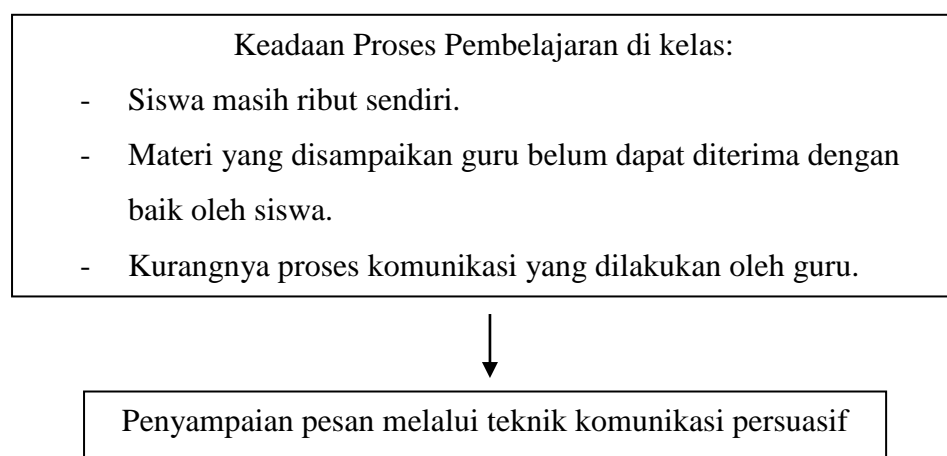 Keadaan Proses Pembelajaran di kelas:
- Siswa masih ribut sendiri.
- Materi yang disampaikan guru belum dapat diterima dengan
baik oleh siswa.
- Kurangnya proses komunikasi yang dilakukan oleh guru.
Penyampaian pesan melalui teknik komunikasi persuasif